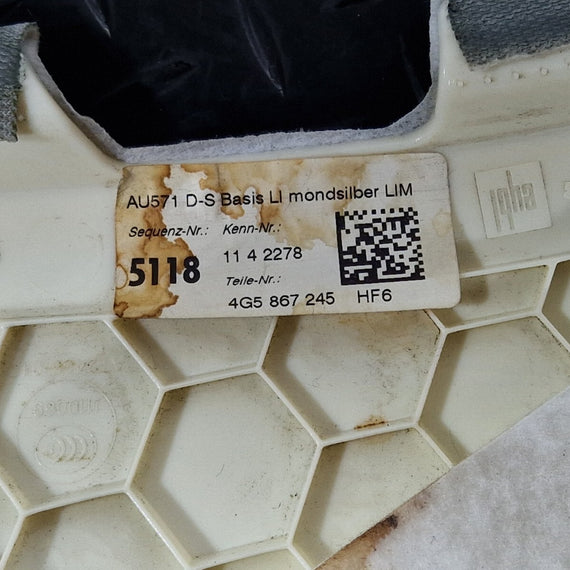 AU571 D-S Basis LI mondsilber LIM
Sequenz-Nr.: Kenn-Nr.:
5118 11 4 2278
Teile-Nr.:
4G5 867 245 HF6